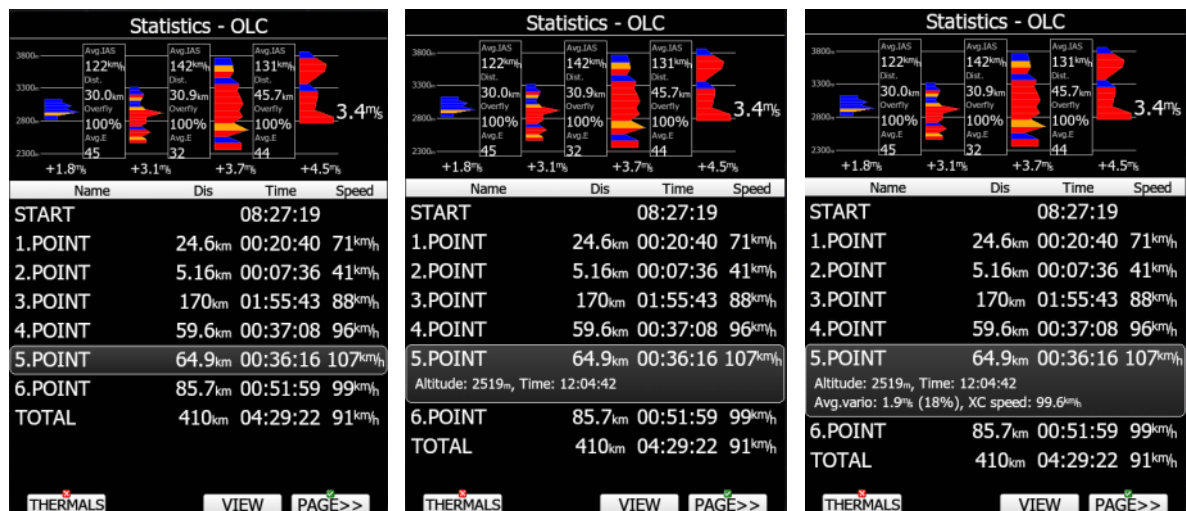 Statistics - OLC
3800m
3300m
2800m
2300m
Avg.IAS
122km/h
Dist.
30.0km
Overfly
100%
Avg.E
45
Avg.IAS
142km/h
Dist.
30.9km
Overfly
100%
Avg.E
32
Avg.IAS
131km/h
Dist.
45.7km
Overfly
100%
Avg.E
44
3.4m/s
+1.8m/s +3.1m/s +3.7m/s +4.5m/s
Name Dis Time Speed
START 08:27:19
1.POINT 24.6km 00:20:40 71km/h
2.POINT 5.16km 00:07:36 41km/h
3.POINT 170km 01:55:43 88km/h
4.POINT 59.6km 00:37:08 96km/h
5.POINT 64.9km 00:36:16 107km/h
6.POINT 85.7km 00:51:59 99km/h
TOTAL 410km 04:29:22 91km/h
THERMALS VIEW PAGE>>
Statistics - OLC
3800m
3300m
2800m
2300m
Avg.IAS
122km/h
Dist.
30.0km
Overfly
100%
Avg.E
45
Avg.IAS
142km/h
Dist.
30.9km
Overfly
100%
Avg.E
32
Avg.IAS
131km/h
Dist.
45.7km
Overfly
100%
Avg.E
44
3.4m/s
+1.8m/s +3.1m/s +3.7m/s +4.5m/s
Name Dis Time Speed
START 08:27:19
1.POINT 24.6km 00:20:40 71km/h
2.POINT 5.16km 00:07:36 41km/h
3.POINT 170km 01:55:43 88km/h
4.POINT 59.6km 00:37:08 96km/h
5.POINT 64.9km 00:36:16 107km/h
Altitude: 2519m, Time: 12:04:42
6.POINT 85.7km 00:51:59 99km/h
TOTAL 410km 04:29:22 91km/h
THERMALS VIEW PAGE>>
Statistics - OLC
3800m
3300m
2800m
2300m
Avg.IAS
122km/h
Dist.
30.0km
Overfly
100%
Avg.E
45
Avg.IAS
142km/h
Dist.
30.9km
Overfly
100%
Avg.E
32
Avg.IAS
131km/h
Dist.
45.7km
Overfly
100%
Avg.E
44
3.4m/s
+1.8m/s +3.1m/s +3.7m/s +4.5m/s
Name Dis Time Speed
START 08:27:19
1.POINT 24.6km 00:20:40 71km/h
2.POINT 5.16km 00:07:36 41km/h
3.POINT 170km 01:55:43 88km/h
4.POINT 59.6km 00:37:08 96km/h
5.POINT 64.9km 00:36:16 107km/h
Altitude: 2519m, Time: 12:04:42
Avg.vario: 1.9m/s (18%), XC speed: 99.6km/h
6.POINT 85.7km 00:51:59 99km/h
TOTAL 410km 04:29:22 91km/h
THERMALS VIEW PAGE>>